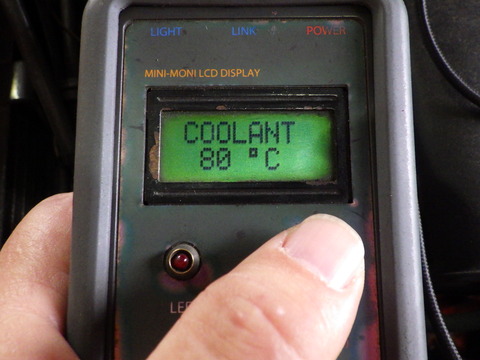 LIGHT LINK POWER
MINI-MONI LCD DISPLAY
COOLANT
80 °C